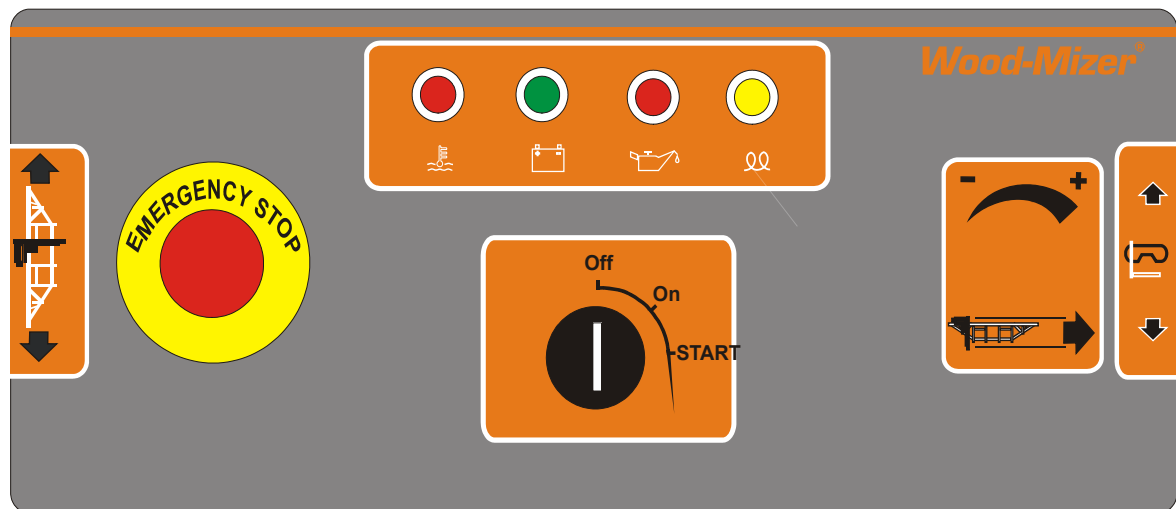 Wood-Mizer®
EMERGENCY STOP
- +
Off
On
START